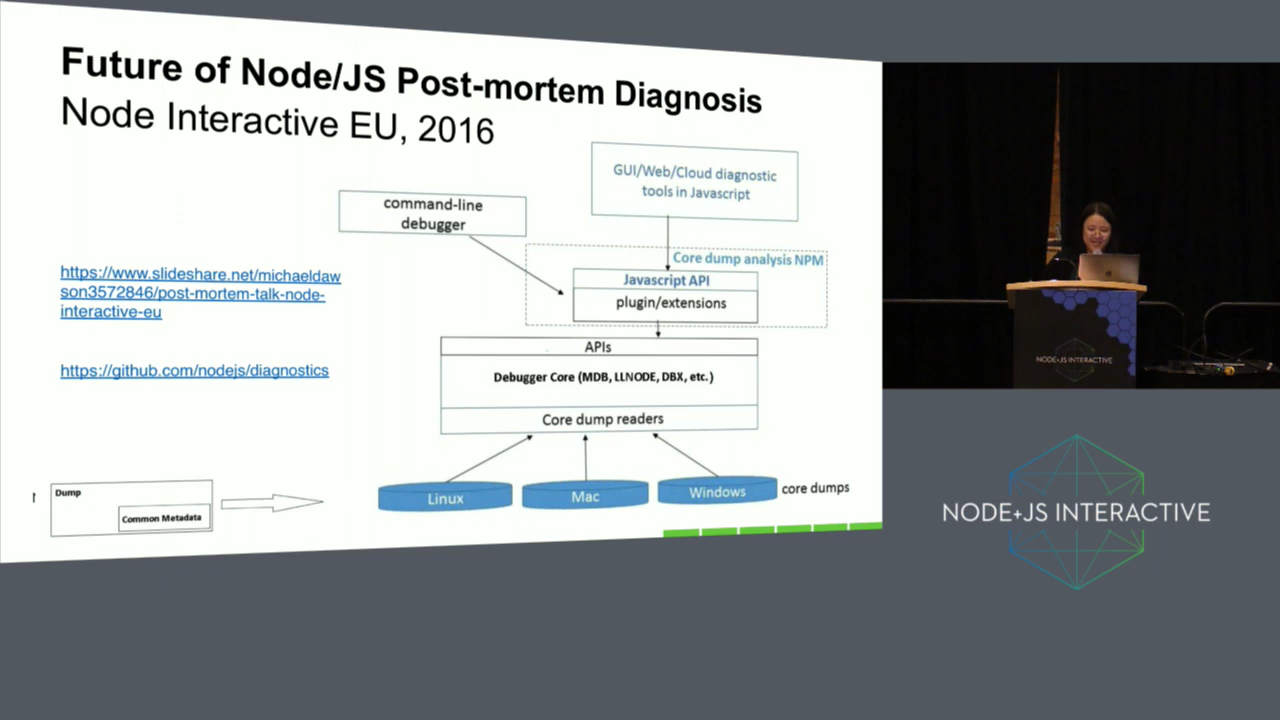 Future of Node/JS Post-mortem Diagnosis
Node Interactive EU, 2016
GUI/Web/Cloud diagnostic
tools in Javascript
command-line
debugger
Core dump analysis NPM
Javascript API
plugin/extensions
https://www.slideshare.net/michaeldaw
son3572846/post-mortem-talk-node-
interactive-eu
APIs
Debugger Core (MDB, LLNODE, DBX, etc.)
https://github.com/nodejs/diagnostics
Core dump readers
Linux
Mac
Windows
core dumps
Dump
Common Metadata
NODE+JS INTERACTIVE
NODE+JS INTERACTIVE